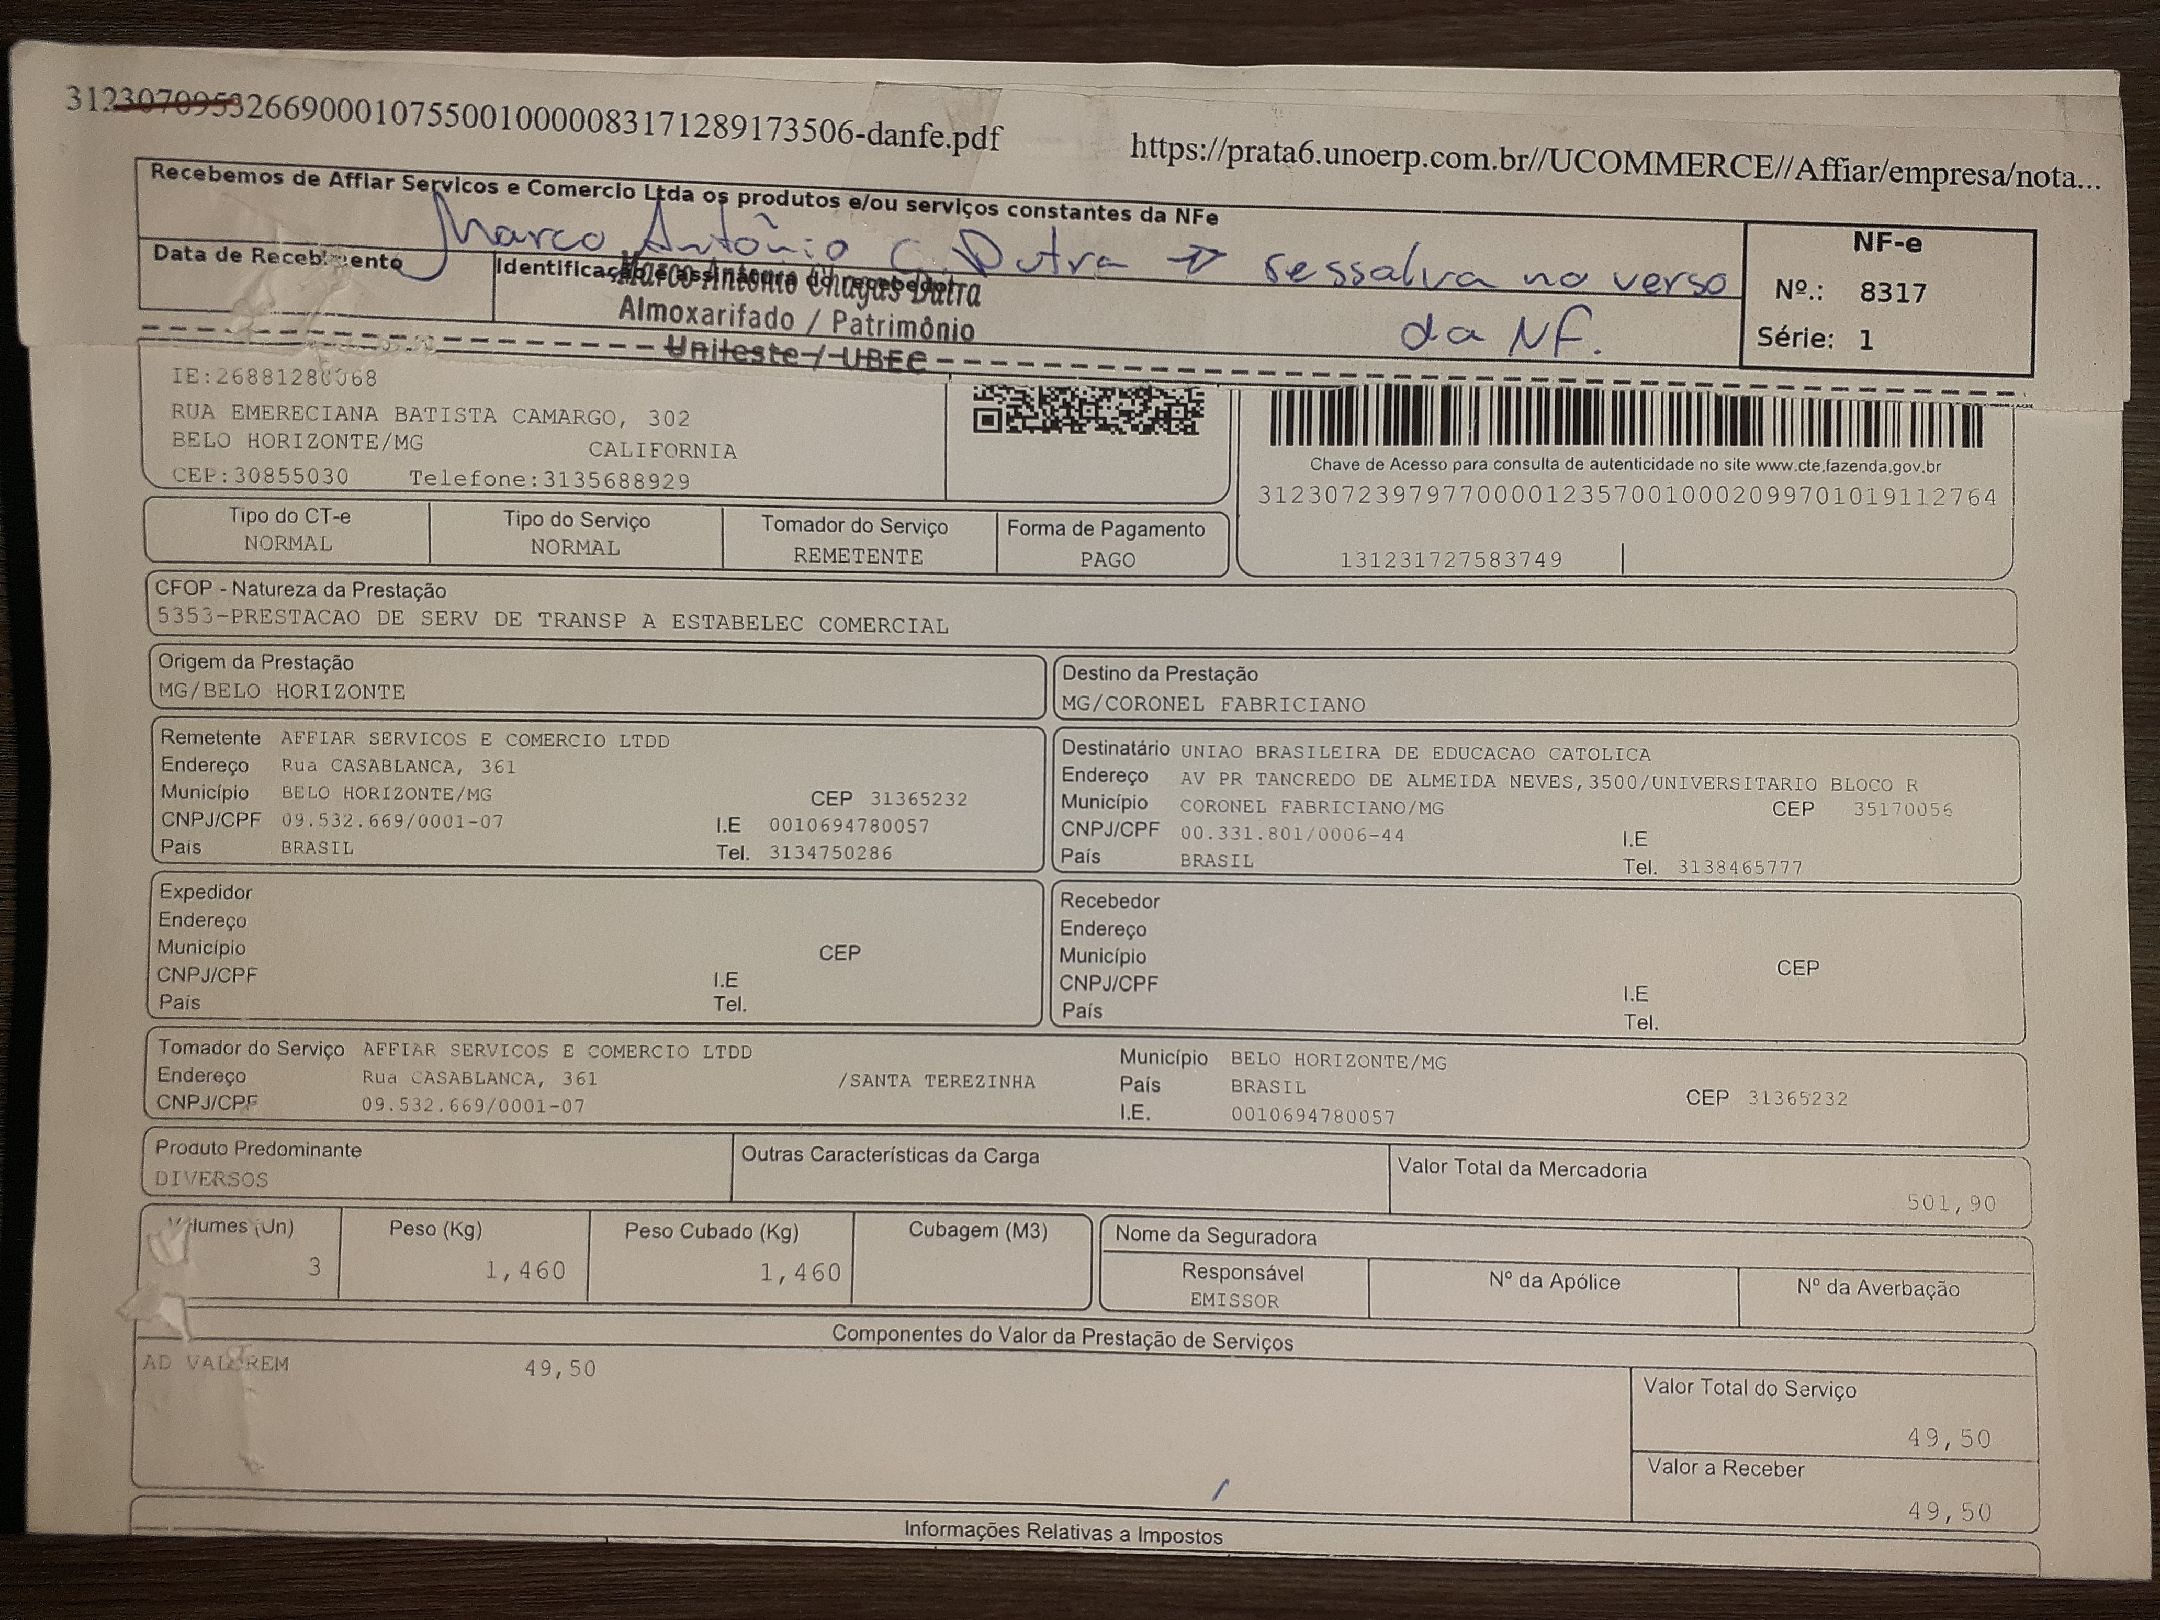 31230709532669000107550010000083171289173506-danfe.pdf
https://prata6.unoerp.com.br//UCOMMERCE//Affiar/empresa/nota...
Recebemos de Affiar Servicos e Comercio Ltda os produtos e/ou serviços constantes da NFe
Marco Antônio C. Dutra → ressalva no verso
da NF.
Data de Recebimento
Identificação e assinatura do recebedor
Marco Antonio Chagas Dutra
Almoxarifado / Patrimônio
Unileste / UBEC
NF-e
Nº.: 8317
Série: 1
RUA EMERECIANA BATISTA CAMARGO, 302
BELO HORIZONTE/MG CALIFORNIA
CEP:30855030 Telefone:3135688929
Chave de Acesso para consulta de autenticidade no site www.cte.fazenda.gov.br
31230723979770000123570010002099701019112764
131231727583749
Tipo do CT-e
NORMAL
Tipo do Serviço
NORMAL
Tomador do Serviço
REMETENTE
Forma de Pagamento
PAGO
CFOP - Natureza da Prestação
5353-PRESTACAO DE SERV DE TRANSP A ESTABELEC COMERCIAL
Origem da Prestação
MG/BELO HORIZONTE
Destino da Prestação
MG/CORONEL FABRICIANO
Remetente AFFIAR SERVICOS E COMERCIO LTDD
Endereço Rua CASABLANCA, 361
Município BELO HORIZONTE/MG CEP 31365232
CNPJ/CPF 09.532.669/0001-07 I.E 0010694780057
País BRASIL Tel. 3134750286
Destinatário UNIAO BRASILEIRA DE EDUCACAO CATOLICA
Endereço AV PR TANCREDO DE ALMEIDA NEVES,3500/UNIVERSITARIO BLOCO R
Município CORONEL FABRICIANO/MG CEP 35170056
CNPJ/CPF 00.331.801/0006-44 I.E
País BRASIL Tel. 3138465777
Expedidor
Endereço
Município CEP
CNPJ/CPF I.E
País Tel.
Recebedor
Endereço
Município CEP
CNPJ/CPF I.E
País Tel.
Tomador do Serviço AFFIAR SERVICOS E COMERCIO LTDD Município BELO HORIZONTE/MG
Endereço Rua CASABLANCA, 361 /SANTA TEREZINHA País BRASIL CEP 31365232
CNPJ/CPF 09.532.669/0001-07 I.E. 0010694780057
Produto Predominante
DIVERSOS
Outras Características da Carga
Valor Total da Mercadoria
501,90
Volumes (Un)
3
Peso (Kg)
1,460
Peso Cubado (Kg)
1,460
Cubagem (M3)
Nome da Seguradora
Responsável
EMISSOR
Nº da Apólice
Nº da Averbação
Componentes do Valor da Prestação de Serviços
AD VALOREM 49,50
Valor Total do Serviço
49,50
Valor a Receber
49,50
Informações Relativas a Impostos